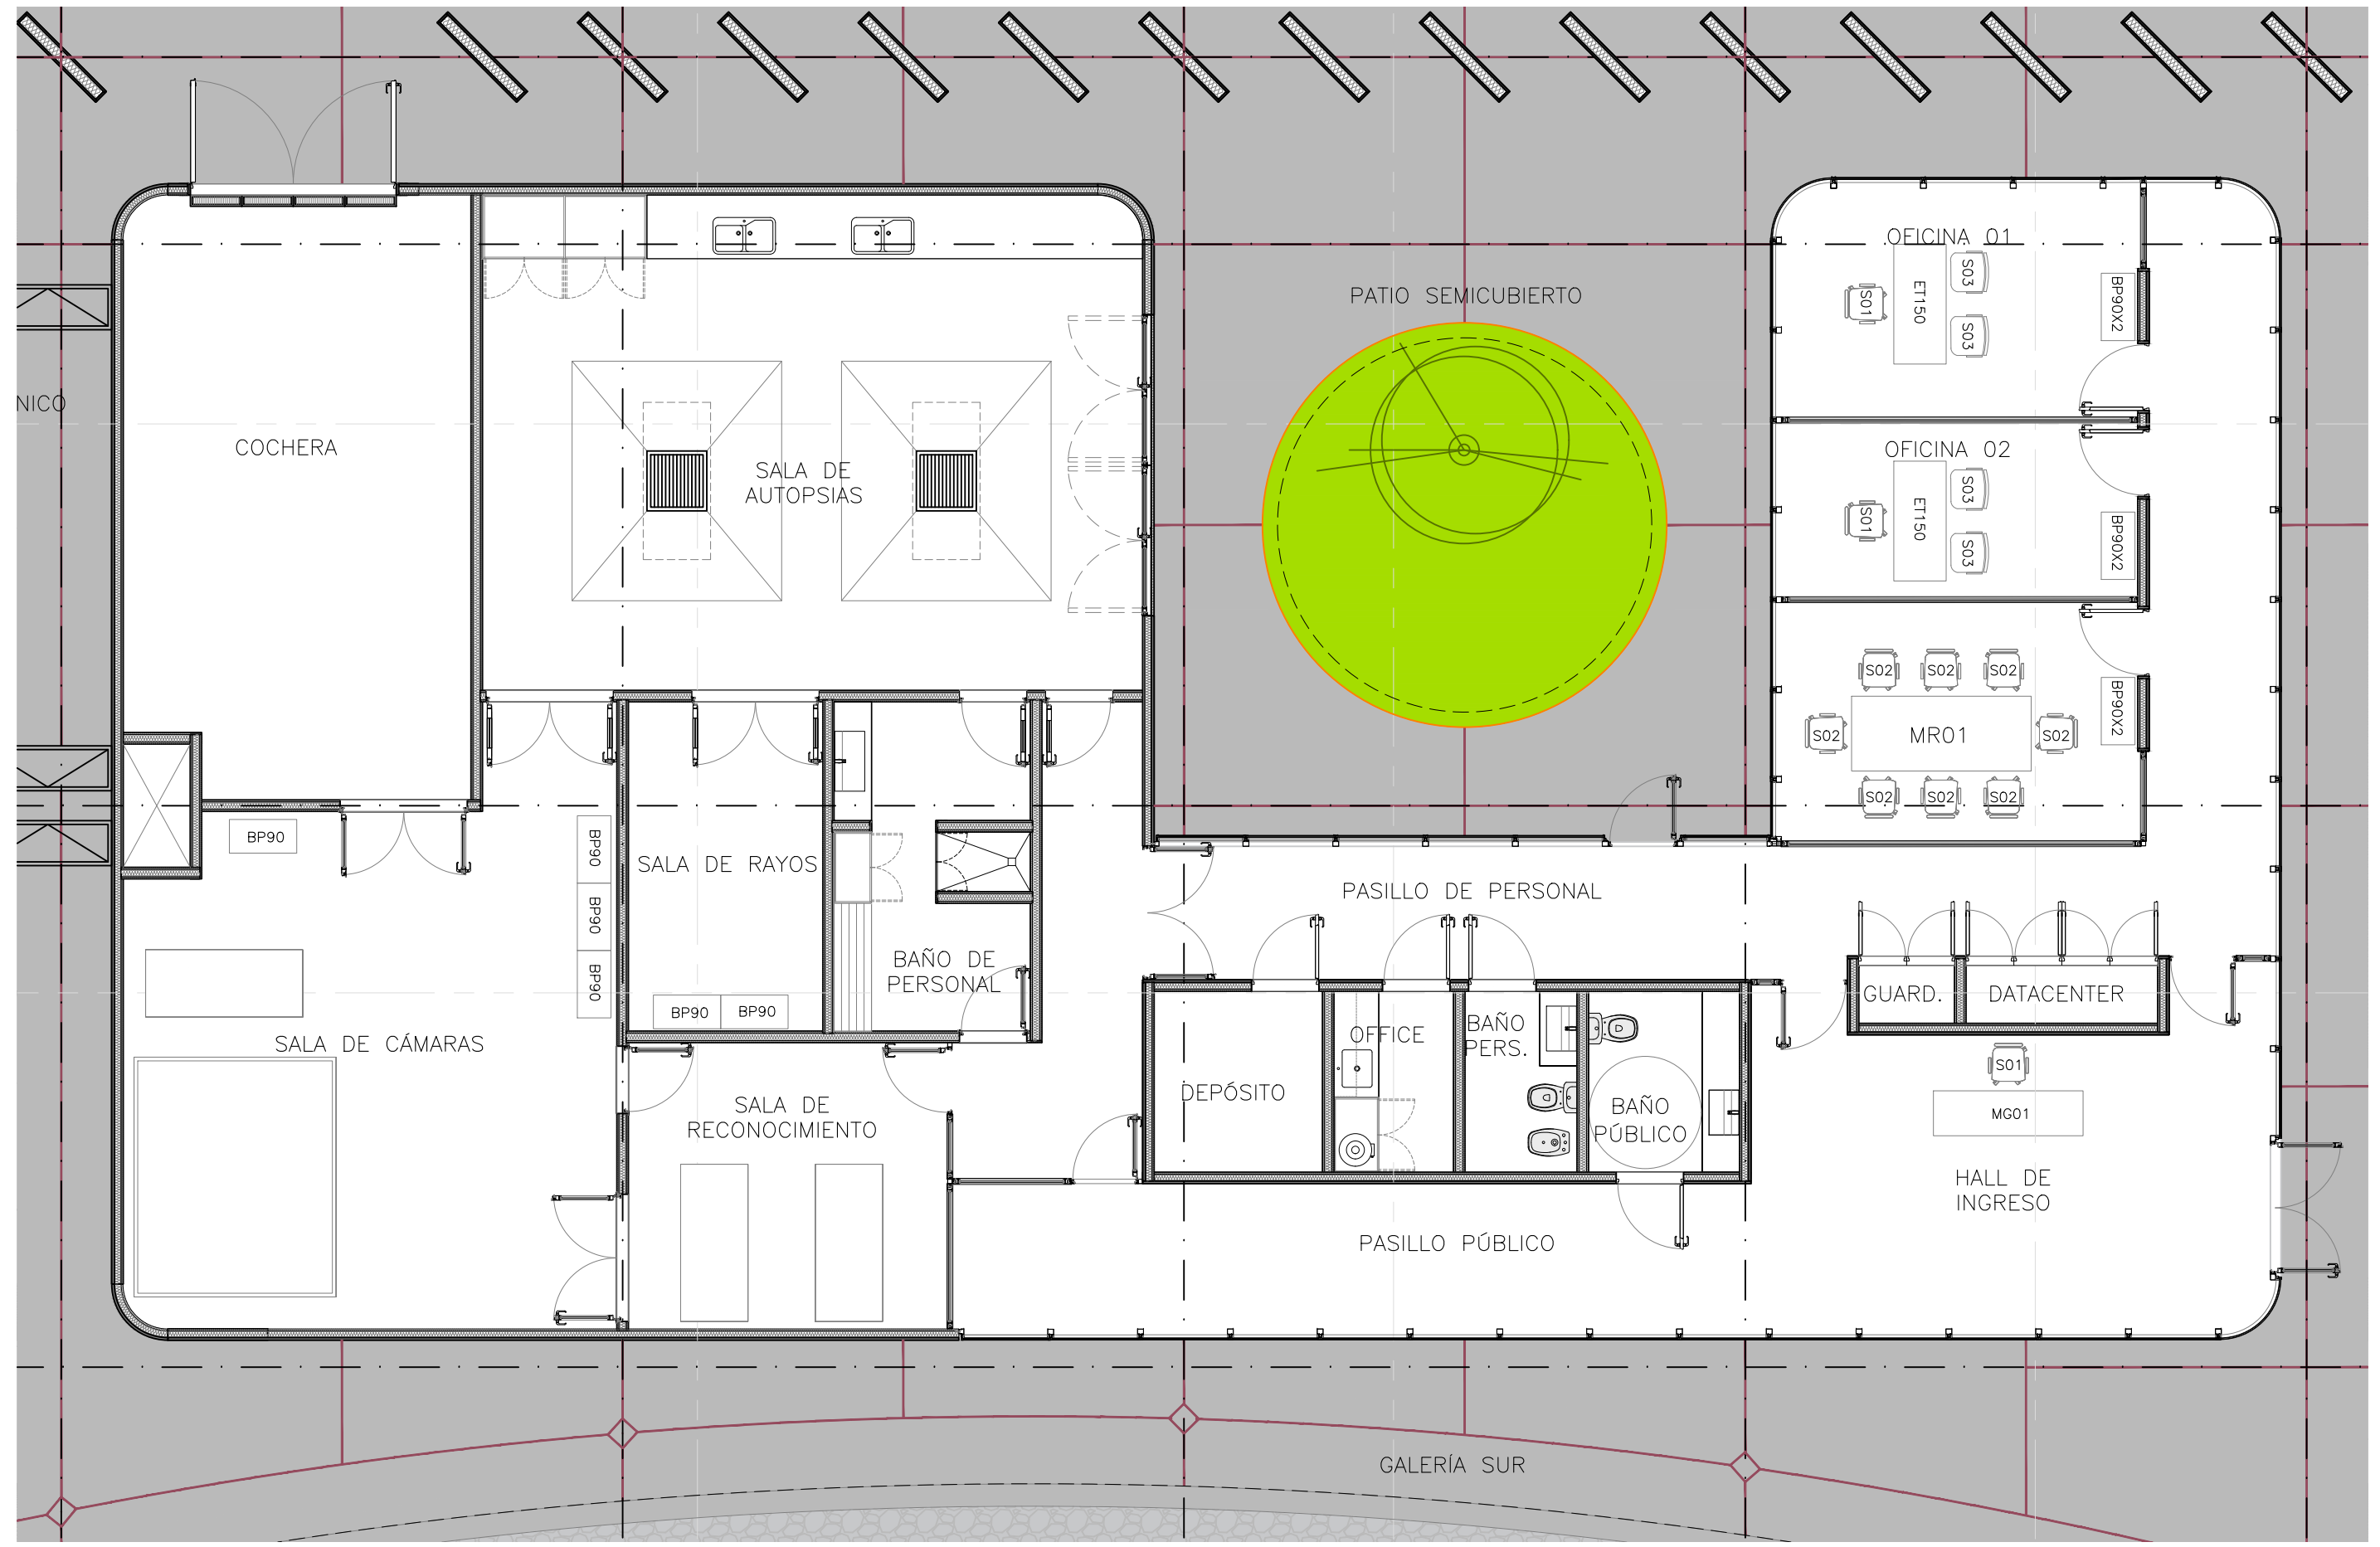 OFICINA 01
S03
S01
ET150
S03
BP90X2
PATIO SEMICUBIERTO
NICO
COCHERA
SALA DE
AUTOPSIAS
OFICINA 02
S03
S01
ET150
S03
BP90X2
S02
S02
S02
S02
MR01
S02
BP90X2
S02
S02
S02
BP90
BP90
BP90
BP90
SALA DE RAYOS
PASILLO DE PERSONAL
BAÑO DE
PERSONAL
BP90
BP90
GUARD.
DATACENTER
SALA DE CÁMARAS
OFFICE
BAÑO
PERS.
S01
SALA DE
RECONOCIMIENTO
DEPÓSITO
BAÑO
PÚBLICO
MG01
HALL DE
INGRESO
PASILLO PÚBLICO
GALERÍA SUR